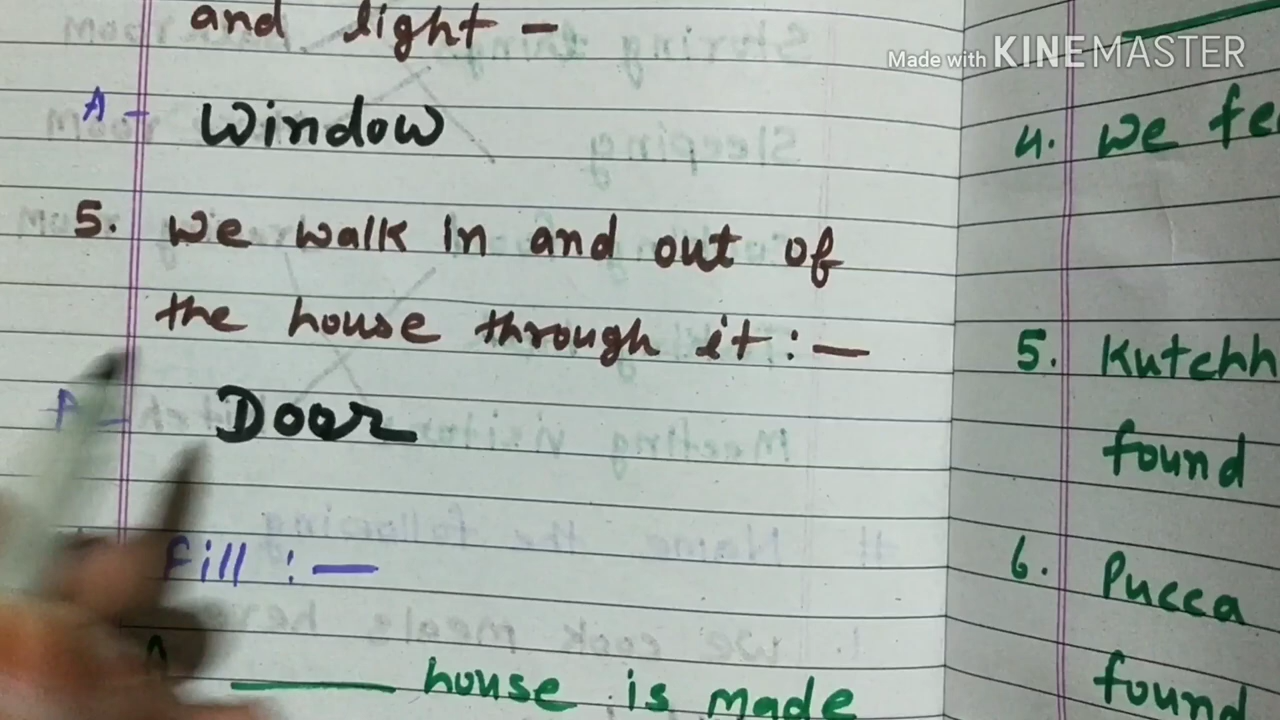 and light -
A - Window
5. We walk in and out of
the house through it : —
A - Door
Fill : —
A ______ house is made
Made with KINEMASTER
4. We fe
5. Kutchh
found
6. Pucca
found